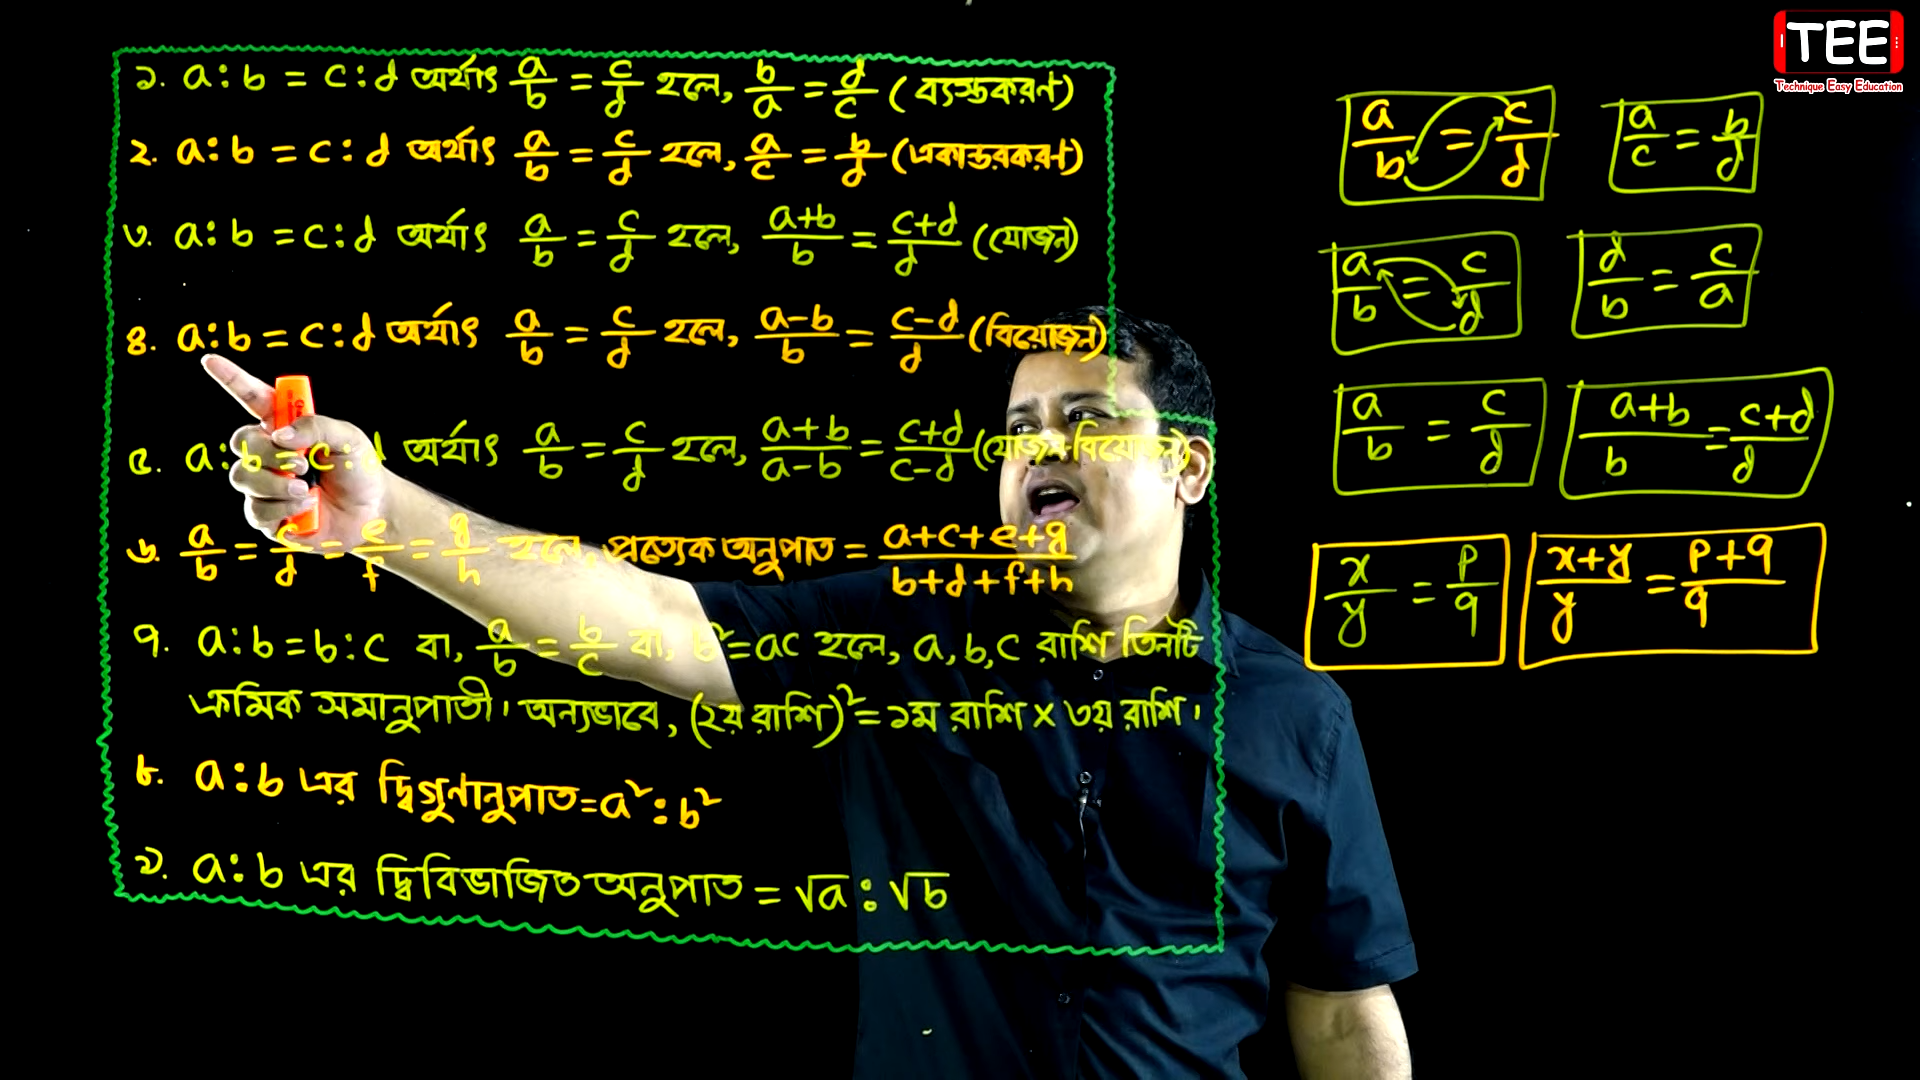 ১. a : b = c : d অর্থাৎ a/b = c/d হলে, b/a = d/c (ব্যস্তকরণ)
২. a : b = c : d অর্থাৎ a/b = c/d হলে, a/c = b/d (একান্তরকরণ)
৩. a : b = c : d অর্থাৎ a/b = c/d হলে, (a+b)/b = (c+d)/d (যোজন)
৪. a : b = c : d অর্থাৎ a/b = c/d হলে, (a-b)/b = (c-d)/d (বিয়োজন)
৫. a : b = c : d অর্থাৎ a/b = c/d হলে, (a+b)/(a-b) = (c+d)/(c-d) (যোজন-বিয়োজন)
৬. a/b = c/d = e/f = g/h হলে, প্রত্যেক অনুপাত = (a+c+e+g)/(b+d+f+h)
৭. a : b = b : c বা, a/b = b/c বা, b² = ac হলে, a, b, c রাশি তিনটি
ক্রমিক সমানুপাতী। অন্যভাবে, (২য় রাশি)² = ১ম রাশি x ৩য় রাশি।
৮. a : b এর দ্বিগুণানুপাত = a² : b²
৯. a : b এর দ্বিবিভাজিত অনুপাত = √a : √b
TEE
Technique Easy Education
a/b = c/d a/c = b/d
a/b = c/d d/b = c/a
a/b = c/d (a+b)/b = (c+d)/d
x/y = p/q (x+y)/y = (p+q)/q